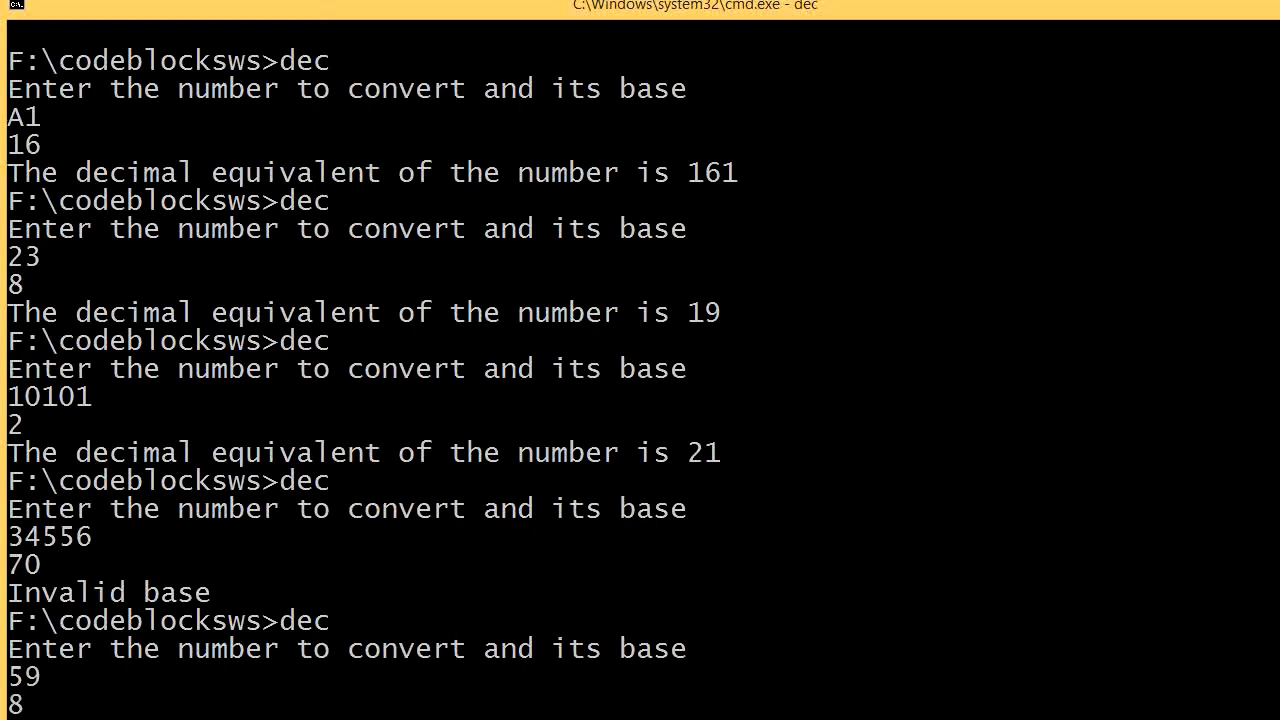 C:\Windows\system32\cmd.exe - dec
F:\codeblocksws>dec
Enter the number to convert and its base
A1
16
The decimal equivalent of the number is 161
F:\codeblocksws>dec
Enter the number to convert and its base
23
8
The decimal equivalent of the number is 19
F:\codeblocksws>dec
Enter the number to convert and its base
10101
2
The decimal equivalent of the number is 21
F:\codeblocksws>dec
Enter the number to convert and its base
34556
70
Invalid base
F:\codeblocksws>dec
Enter the number to convert and its base
59
8